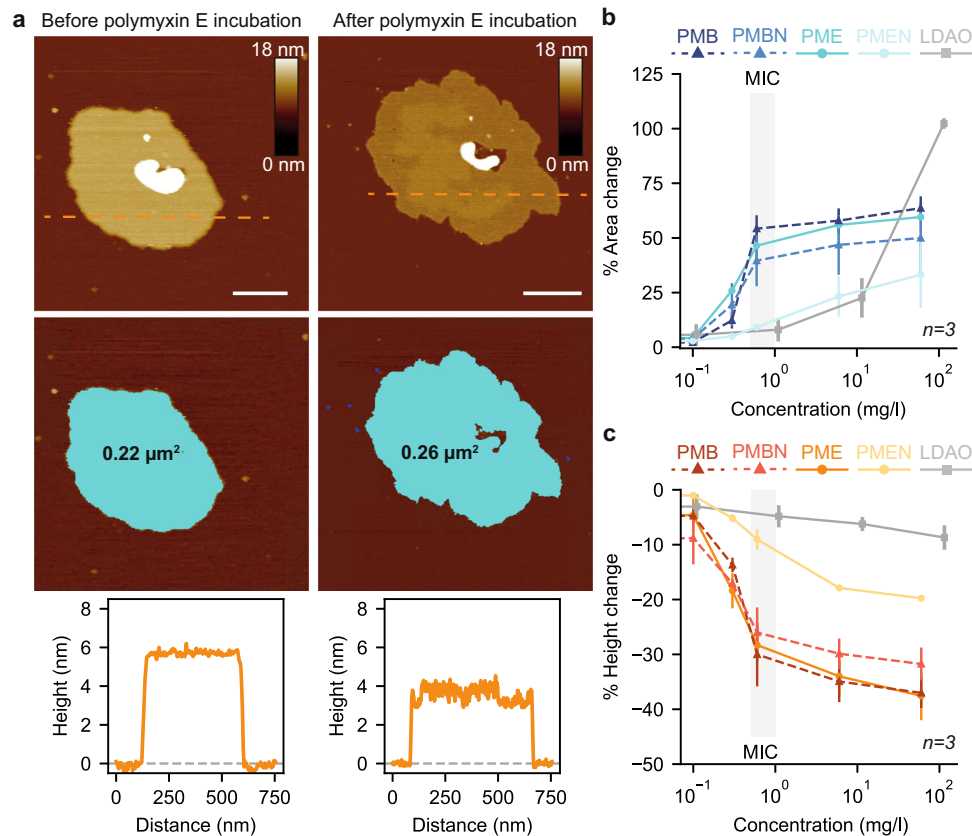 a
Before polymyxin E incubation
After polymyxin E incubation
18 nm
0 nm
18 nm
0 nm
0.22 µm²
0.26 µm²
8
6
4
2
0
Height (nm)
0 250 500 750
Distance (nm)
8
6
4
2
0
Height (nm)
0 250 500 750
Distance (nm)
b
PMB PMBN PME PMEN LDAO
MIC
125
100
75
50
25
0
% Area change
n=3
10⁻¹ 10⁰ 10¹ 10²
Concentration (mg/l)
c
PMB PMBN PME PMEN LDAO
0
−10
−20
−30
−40
−50
% Height change
MIC
n=3
10⁻¹ 10⁰ 10¹ 10²
Concentration (mg/l)